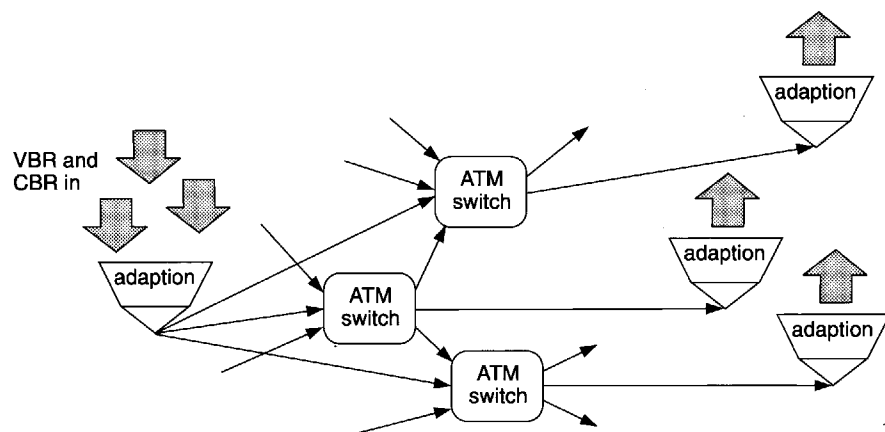 adaption
VBR and
CBR in
ATM
switch
adaption
adaption
ATM
switch
adaption
ATM
switch